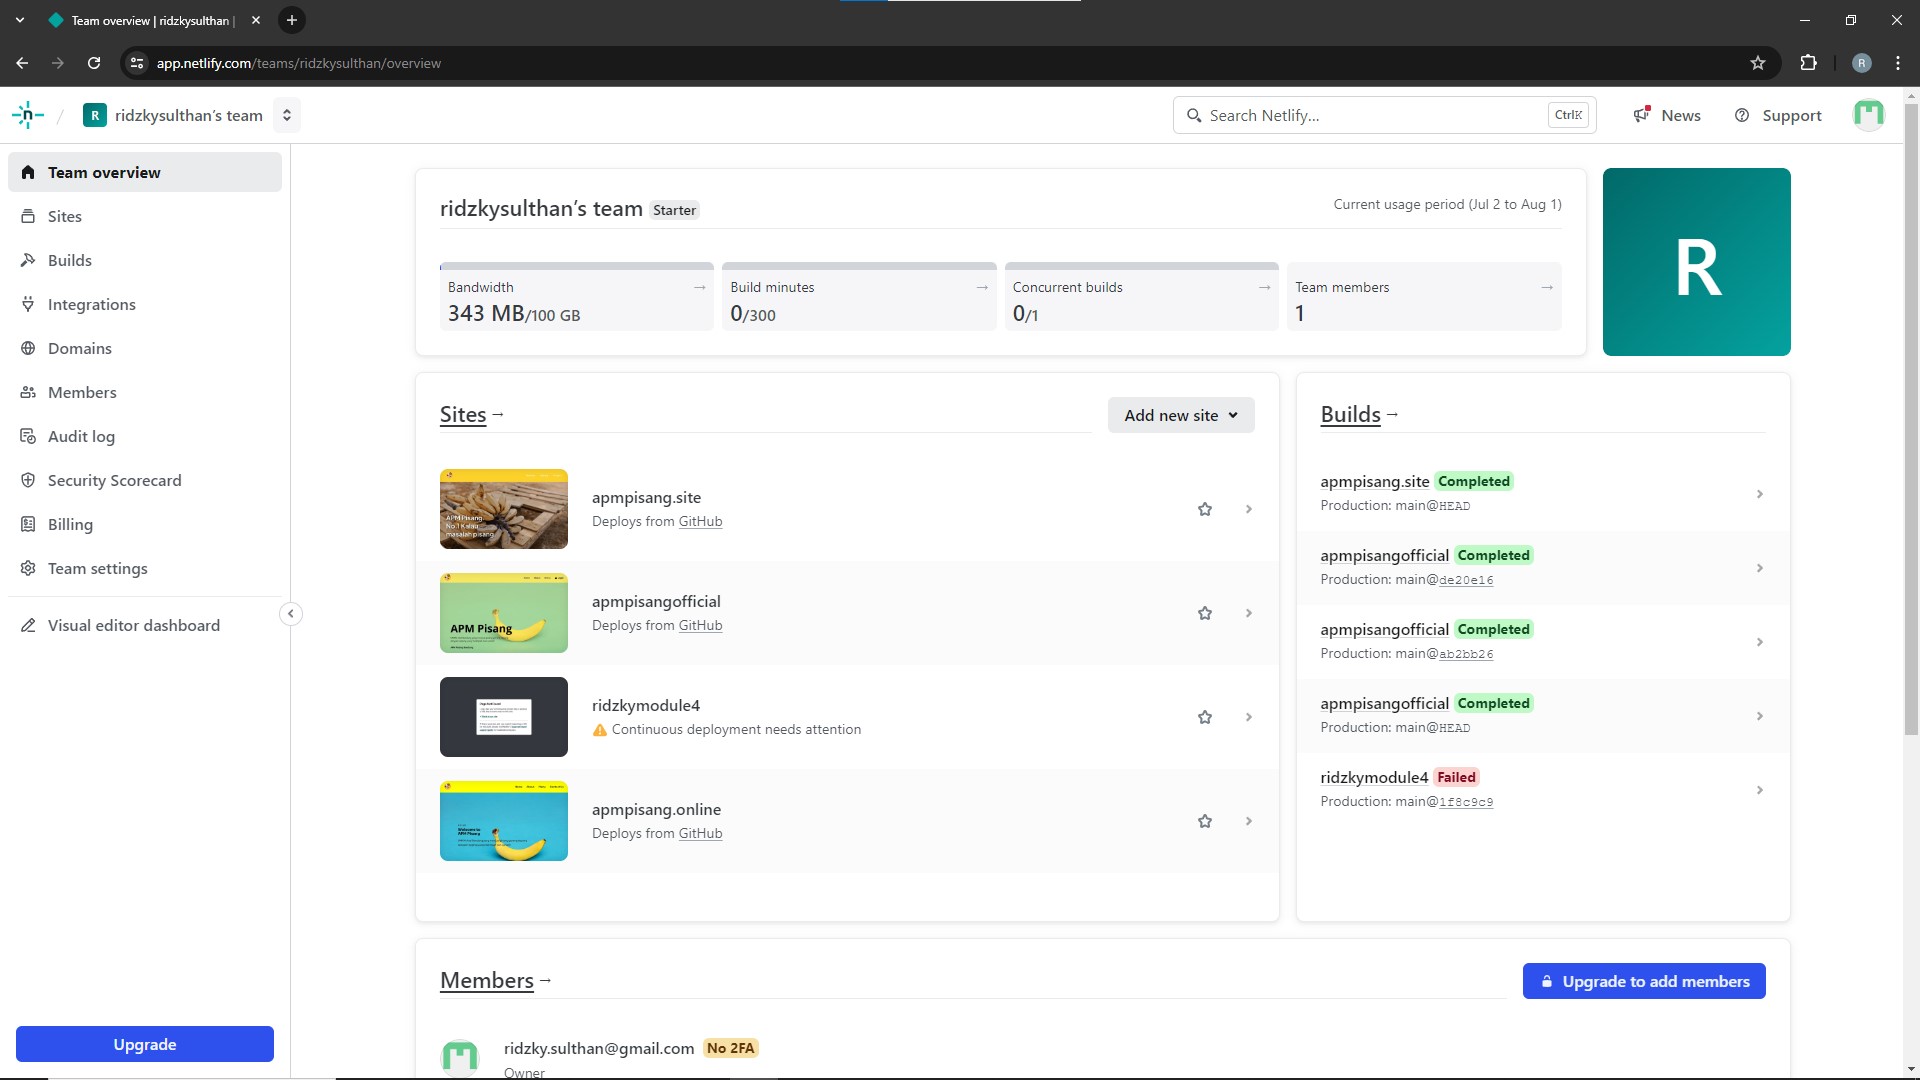 Team overview | ridzkysulthan |
app.netlify.com/teams/ridzkysulthan/overview
R
n / R ridzkysulthan’s team
Search Netlify... Ctrl K
News
Support
Team overview
Sites
Builds
Integrations
Domains
Members
Audit log
Security Scorecard
Billing
Team settings
Visual editor dashboard
Upgrade
ridzkysulthan’s team Starter
Current usage period (Jul 2 to Aug 1)
Bandwidth →
343 MB/100 GB
Build minutes →
0/300
Concurrent builds →
0/1
Team members →
1
R
Sites →
Add new site
APM Pisang.
No.1 Kalau
masalah pisang
apmpisang.site
Deploys from GitHub
APM Pisang
apmpisangofficial
Deploys from GitHub
ridzkymodule4
Continuous deployment needs attention
Welcome to
APM Pisang
apmpisang.online
Deploys from GitHub
Builds →
apmpisang.site Completed
Production: main@HEAD
apmpisangofficial Completed
Production: main@de20e16
apmpisangofficial Completed
Production: main@ab2bb26
apmpisangofficial Completed
Production: main@HEAD
ridzkymodule4 Failed
Production: main@1f8c9c9
Members →
Upgrade to add members
ridzky.sulthan@gmail.com No 2FA
Owner